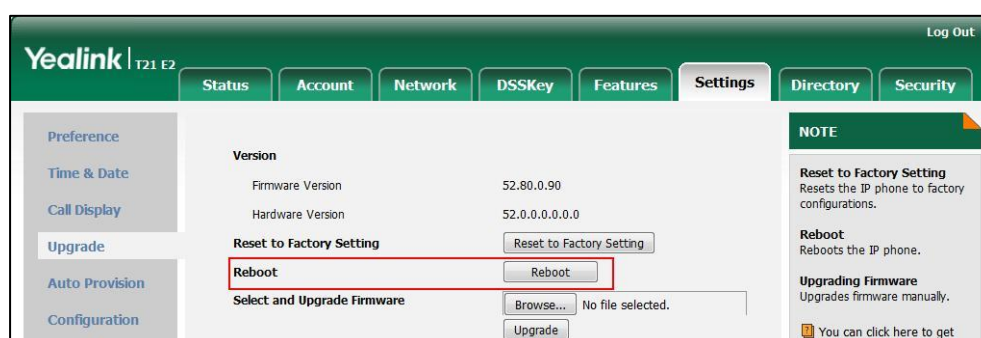 Log Out
Yealink | T21 E2
Status Account Network DSSKey Features Settings Directory Security
Preference
Time & Date
Call Display
Upgrade
Auto Provision
Configuration
Version
Firmware Version 52.80.0.90
Hardware Version 52.0.0.0.0.0.0
Reset to Factory Setting Reset to Factory Setting
Reboot Reboot
Select and Upgrade Firmware Browse... No file selected.
Upgrade
NOTE
Reset to Factory Setting
Resets the IP phone to factory
configurations.
Reboot
Reboots the IP phone.
Upgrading Firmware
Upgrades firmware manually.
You can click here to get